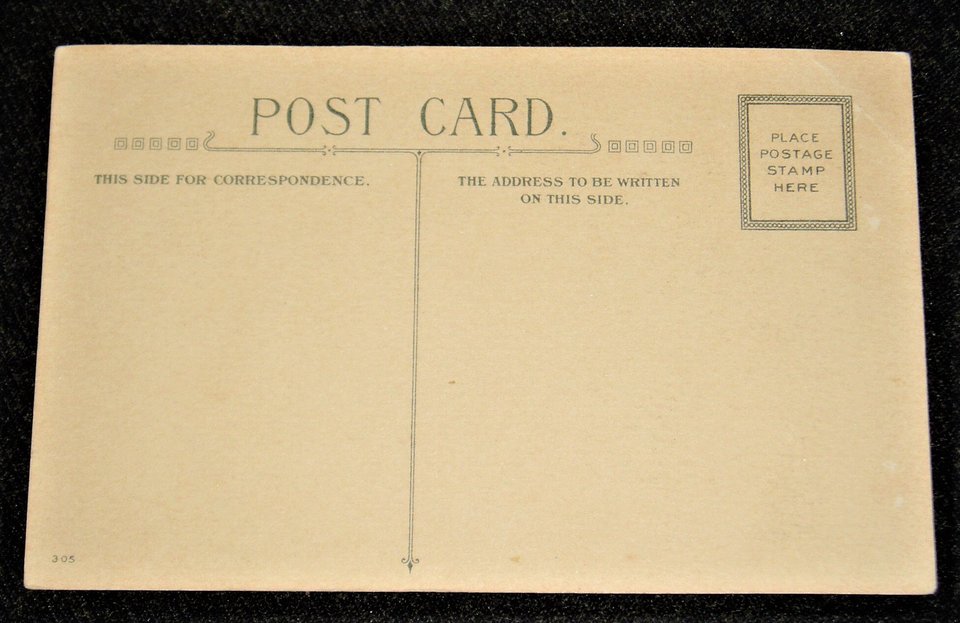 POST CARD.
THIS SIDE FOR CORRESPONDENCE.
THE ADDRESS TO BE WRITTEN
ON THIS SIDE.
PLACE
POSTAGE
STAMP
HERE
3-05